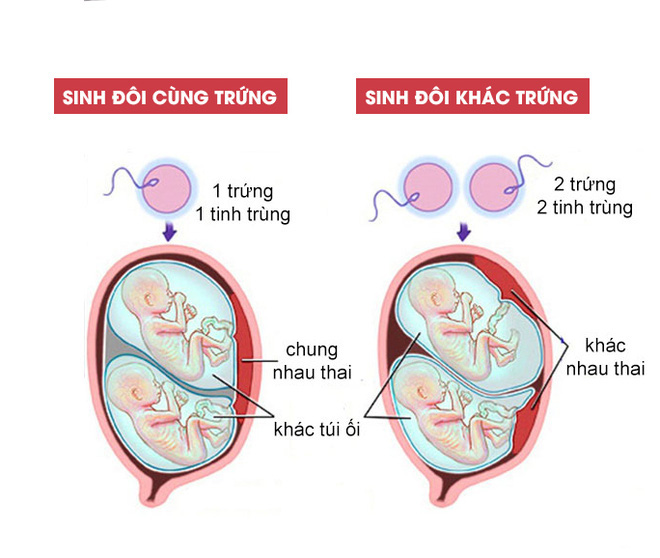 SINH ĐÔI CÙNG TRỨNG
SINH ĐÔI KHÁC TRỨNG
1 trứng
1 tinh trùng
2 trứng
2 tinh trùng
chung
nhau thai
khác
nhau thai
khác túi ối